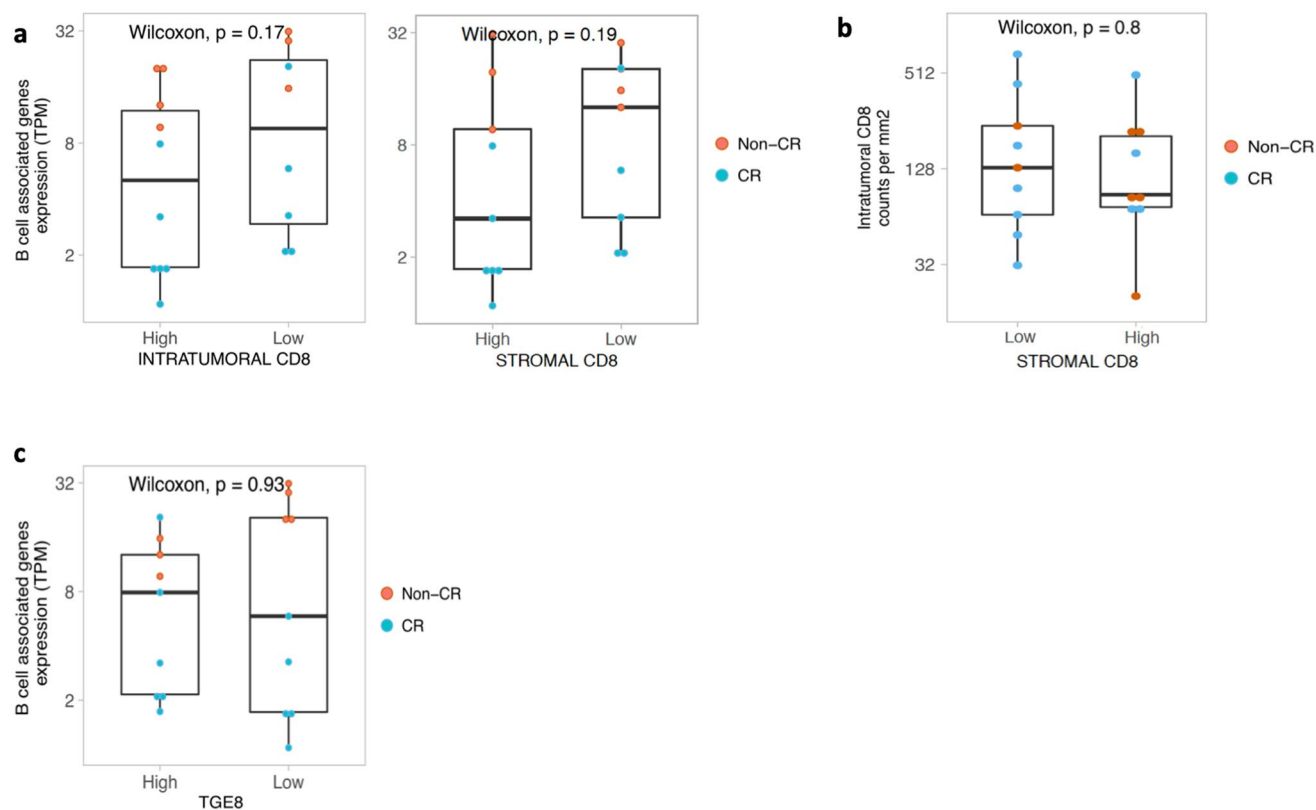 a
Wilcoxon, p = 0.17
32
8
2
B cell associated genes
expression (TPM)
High
Low
INTRATUMORAL CD8
Wilcoxon, p = 0.19
32
8
2
High
Low
STROMAL CD8
Non-CR
CR
b
Wilcoxon, p = 0.8
512
128
32
Intratumoral CD8
counts per mm2
Low
High
STROMAL CD8
Non-CR
CR
c
Wilcoxon, p = 0.93
32
8
2
B cell associated genes
expression (TPM)
High
Low
TGE8
Non-CR
CR